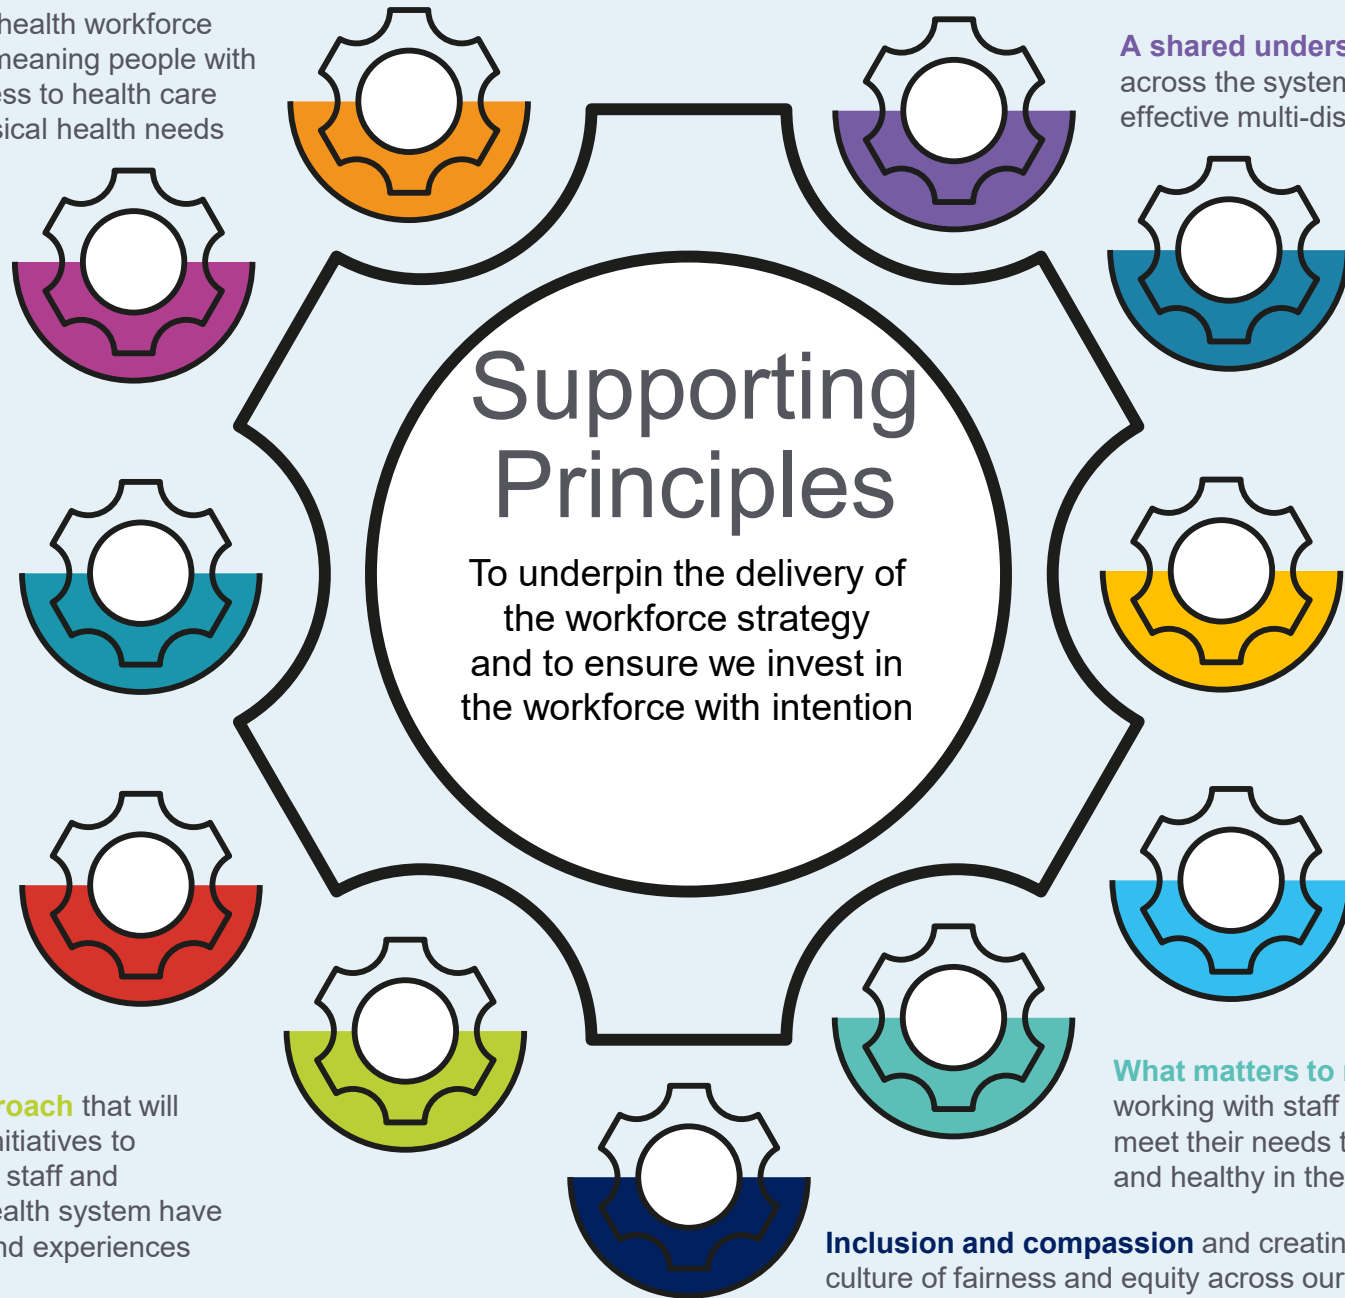 health workforce
meaning people with
ess to health care
sical health needs
A shared unders
across the system
effective multi-dis
Supporting
Principles
To underpin the delivery of
the workforce strategy
and to ensure we invest in
the workforce with intention
roach that will
nitiatives to
staff and
ealth system have
nd experiences
What matters to
working with staff
meet their needs t
and healthy in the
Inclusion and compassion and creatin
culture of fairness and equity across our